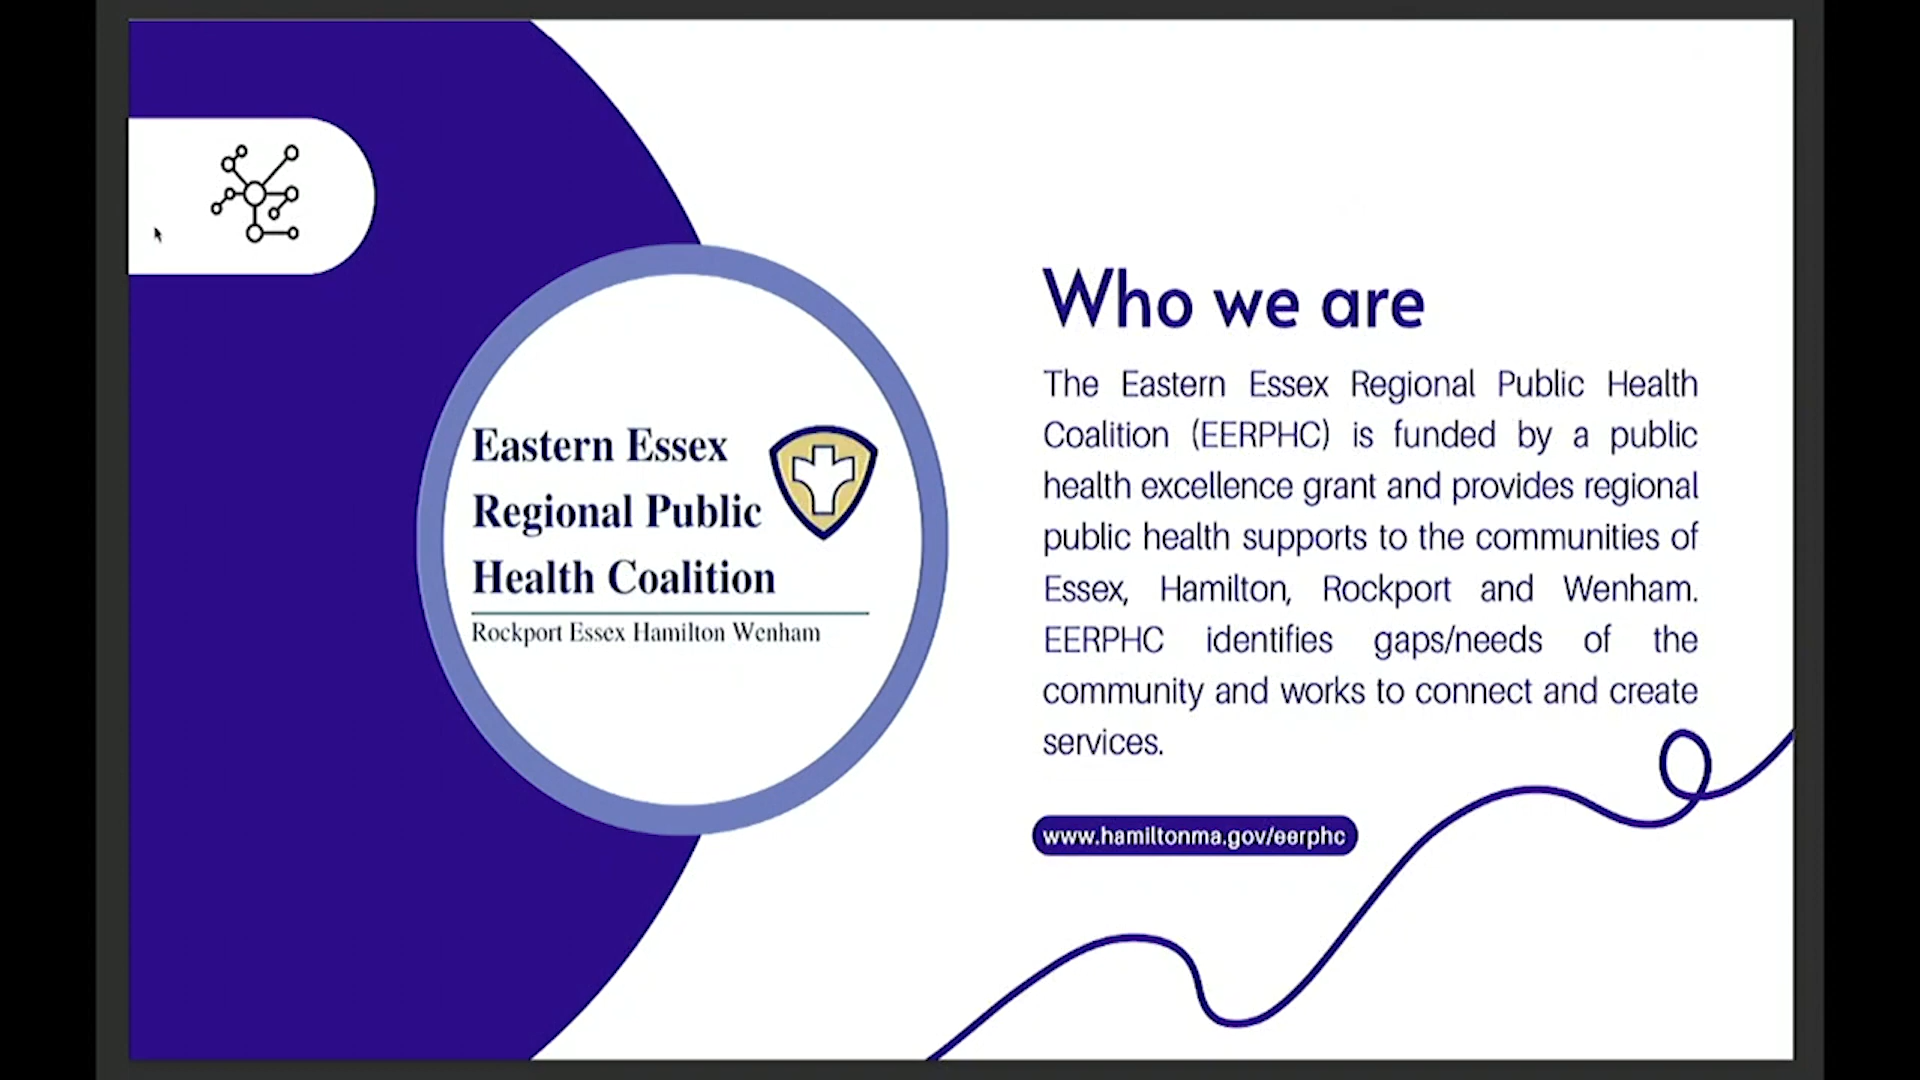 Eastern Essex
Regional Public
Health Coalition
Rockport Essex Hamilton Wenham
Who we are
The Eastern Essex Regional Public Health
Coalition (EERPHC) is funded by a public
health excellence grant and provides regional
public health supports to the communities of
Essex, Hamilton, Rockport and Wenham.
EERPHC identifies gaps/needs of the
community and works to connect and create
services.
www.hamiltonma.gov/eerphc